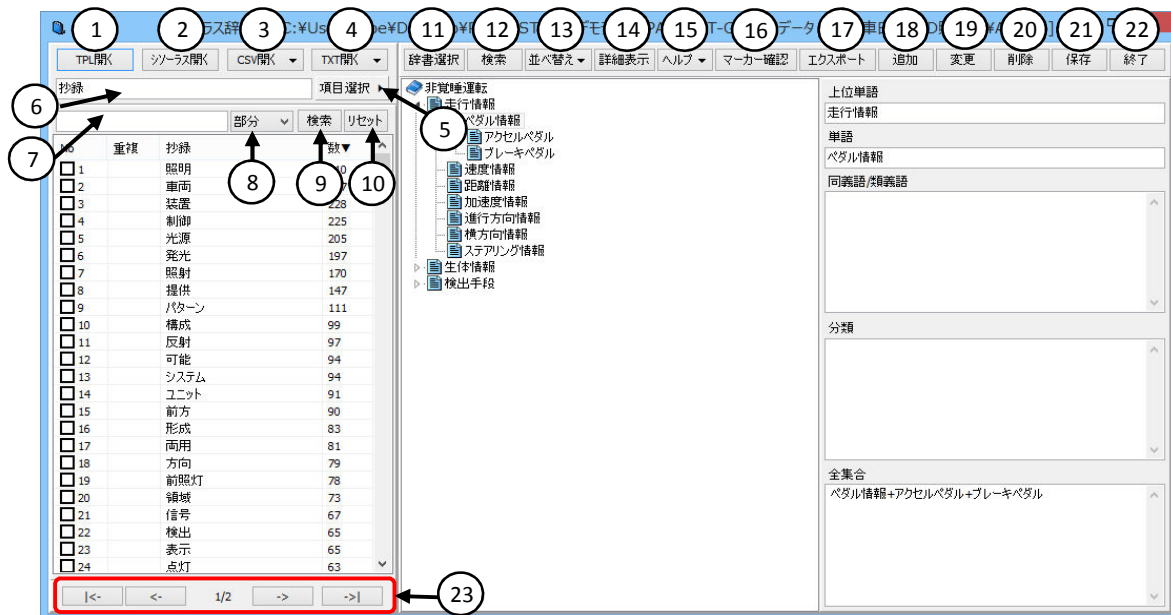 1 2 3 4 11 12 13 14 15 16 17 18 19 20 21 22
TPL開く シソーラス開く CSV開く TXT開く 辞書選択 検索 並べ替え 詳細表示 ヘルプ マーカー確認 エクスポート 追加 変更 削除 保存 終了
6
抄録 項目選択
5
7
部分 検索 リセット
8 9 10
重複 抄録 数▼
1 照明
2 車両
3 装置 228
4 制御 225
5 光源 205
6 発光 197
7 照射 170
8 提供 147
9 パターン 111
10 構成 99
11 反射 97
12 可能 94
13 システム 94
14 ユニット 91
15 前方 90
16 形成 83
17 両用 81
18 方向 79
19 前照灯 78
20 領域 73
21 信号 67
22 検出 65
23 表示 65
24 点灯 63
|<- <- 1/2 -> ->|
23
非覚睡運転
走行情報
ペダル情報
アクセルペダル
ブレーキペダル
速度情報
距離情報
加速度情報
進行方向情報
横方向情報
ステアリング情報
生体情報
検出手段
上位単語
走行情報
単語
ペダル情報
同義語/類義語
分類
全集合
ペダル情報+アクセルペダル+ブレーキペダル